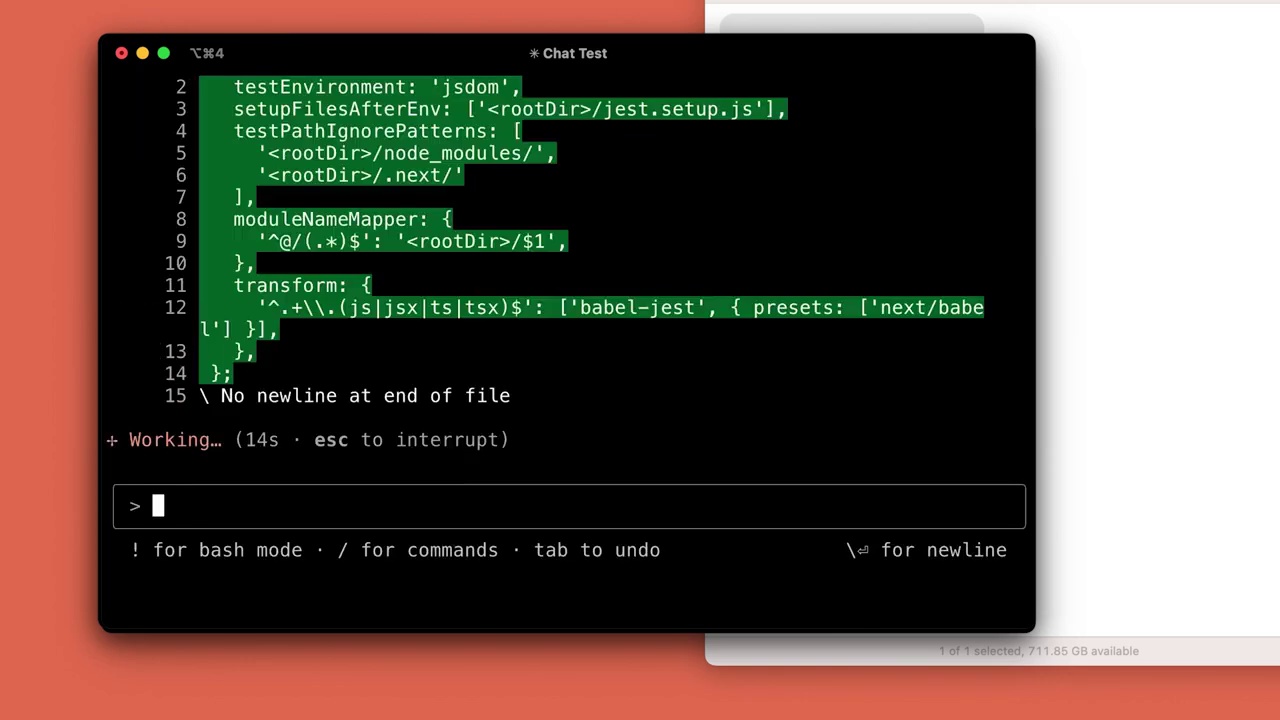 ⌥⌘4
✳ Chat Test
2 testEnvironment: 'jsdom',
3 setupFilesAfterEnv: ['<rootDir>/jest.setup.js'],
4 testPathIgnorePatterns: [
5 '<rootDir>/node_modules/',
6 '<rootDir>/.next/'
7 ],
8 moduleNameMapper: {
9 '^@/(.*)$': '<rootDir>/$1',
10 },
11 transform: {
12 '^.+\\.(js|jsx|ts|tsx)$': ['babel-jest', { presets: ['next/babe
l'] }],
13 },
14 };
15 \ No newline at end of file
✢ Working… (14s · esc to interrupt)
>
! for bash mode · / for commands · tab to undo
\⏎ for newline
1 of 1 selected, 711.85 GB available